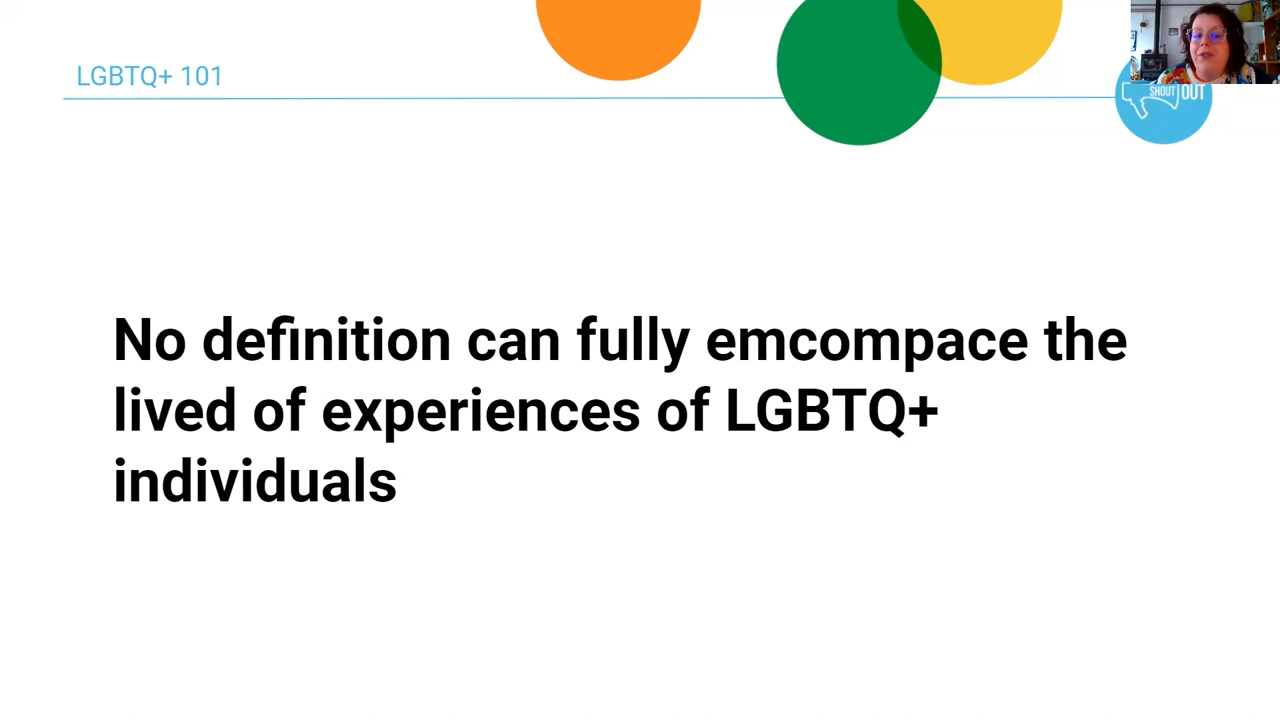 LGBTQ+ 101
SHOUT OUT
No definition can fully emcompace the
lived of experiences of LGBTQ+
individuals